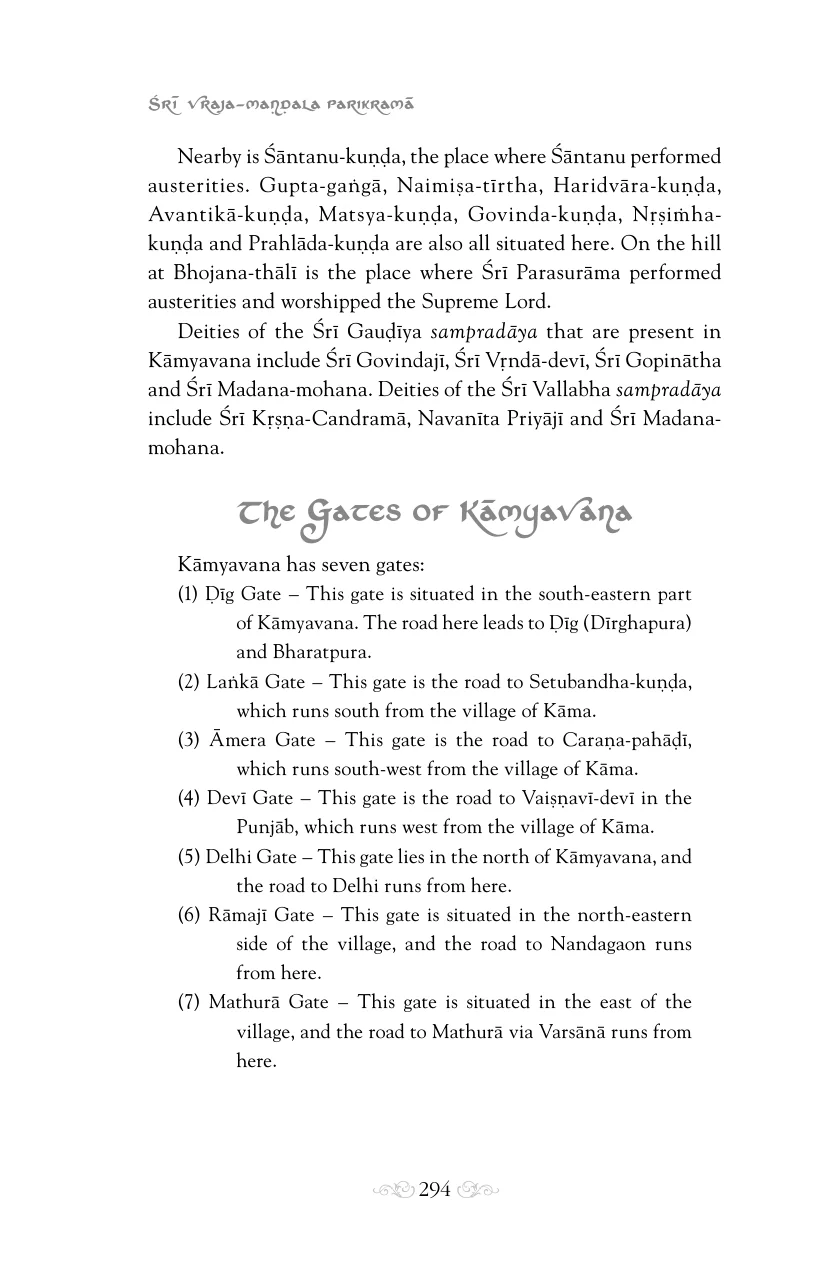 Śrī Vraja-maṇḍala Parikramā
Nearby is Śāntanu-kuṇḍa, the place where Śāntanu performed
austerities. Gupta-gaṅgā, Naimiṣa-tīrtha, Haridvāra-kuṇḍa,
Avantikā-kuṇḍa, Matsya-kuṇḍa, Govinda-kuṇḍa, Nṛṣiṁha-
kuṇḍa and Prahlāda-kuṇḍa are also all situated here. On the hill
at Bhojana-thālī is the place where Śrī Parasurāma performed
austerities and worshipped the Supreme Lord.
Deities of the Śrī Gauḍīya sampradāya that are present in
Kāmyavana include Śrī Govindajī, Śrī Vṛndā-devī, Śrī Gopinātha
and Śrī Madana-mohana. Deities of the Śrī Vallabha sampradāya
include Śrī Kṛṣṇa-Candramā, Navanīta Priyājī and Śrī Madana-
mohana.
The Gates of Kāmyavana
Kāmyavana has seven gates:
(1) Ḍīg Gate – This gate is situated in the south-eastern part
of Kāmyavana. The road here leads to Ḍīg (Dīrghapura)
and Bharatpura.
(2) Laṅkā Gate – This gate is the road to Setubandha-kuṇḍa,
which runs south from the village of Kāma.
(3) Āmera Gate – This gate is the road to Caraṇa-pahāḍī,
which runs south-west from the village of Kāma.
(4) Devī Gate – This gate is the road to Vaiṣṇavī-devī in the
Punjāb, which runs west from the village of Kāma.
(5) Delhi Gate – This gate lies in the north of Kāmyavana, and
the road to Delhi runs from here.
(6) Rāmajī Gate – This gate is situated in the north-eastern
side of the village, and the road to Nandagaon runs
from here.
(7) Mathurā Gate – This gate is situated in the east of the
village, and the road to Mathurā via Varsānā runs from
here.
294